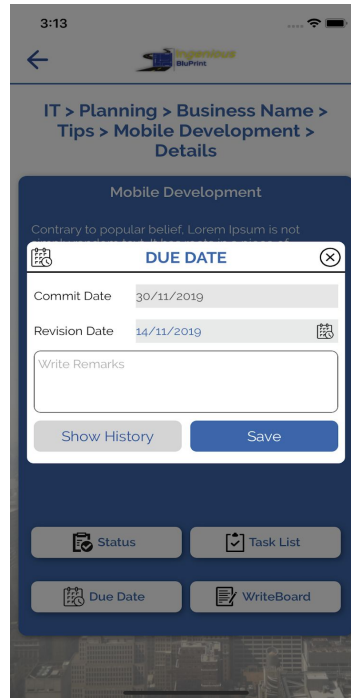 3:13
Ingenious
BluPrint
IT > Planning > Business Name >
Tips > Mobile Development >
Details
Mobile Development
Contrary to popular belief, Lorem Ipsum is not
DUE DATE
Commit Date 30/11/2019
Revision Date 14/11/2019
Write Remarks
Show History Save
Status Task List
Due Date WriteBoard